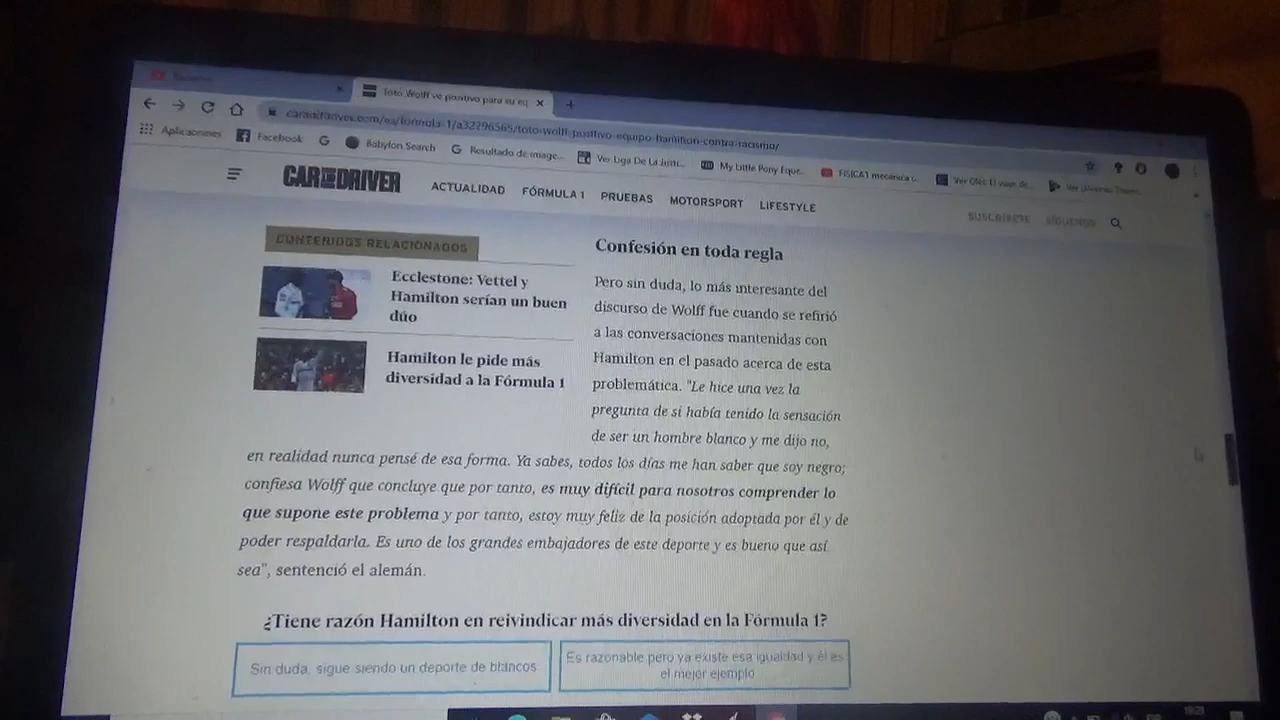 Toto Wolff ve positivo para su eq
caranddriver.com/es/formula-1/a32296565/toto-wolff-positivo-equipo-hamilton-contra-racismo/
Aplicaciones
Facebook
Babylon Search
Resultado de image...
Ver Liga De La Justi...
My Little Pony Eque...
FISICA1 mecanica
CAR AND DRIVER
ACTUALIDAD FÓRMULA 1 PRUEBAS MOTORSPORT LIFESTYLE
SUSCRÍBETE SÍGUENOS
CONTENIDOS RELACIONADOS
Ecclestone: Vettel y
Hamilton serían un buen
dúo
Hamilton le pide más
diversidad a la Fórmula 1
Confesión en toda regla
Pero sin duda, lo más interesante del
discurso de Wolff fue cuando se refirió
a las conversaciones mantenidas con
Hamilton en el pasado acerca de esta
problemática. "Le hice una vez la
pregunta de si había tenido la sensación
de ser un hombre blanco y me dijo no,
en realidad nunca pensé de esa forma. Ya sabes, todos los días me han saber que soy negro;
confiesa Wolff que concluye que por tanto, es muy difícil para nosotros comprender lo
que supone este problema y por tanto, estoy muy feliz de la posición adoptada por él y de
poder respaldarla. Es uno de los grandes embajadores de este deporte y es bueno que así
sea", sentenció el alemán.
¿Tiene razón Hamilton en reivindicar más diversidad en la Fórmula 1?
Sin duda, sigue siendo un deporte de blancos
Es razonable pero ya existe esa igualdad y él es
el mejor ejemplo